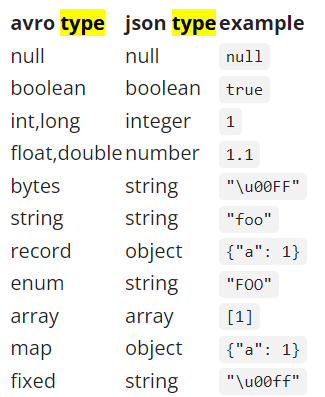 avro type json type example
null null null
boolean boolean true
int,long integer 1
float,double number 1.1
bytes string "\u00FF"
string string "foo"
record object {"a": 1}
enum string "FOO"
array array [1]
map object {"a": 1}
fixed string "\u00ff"